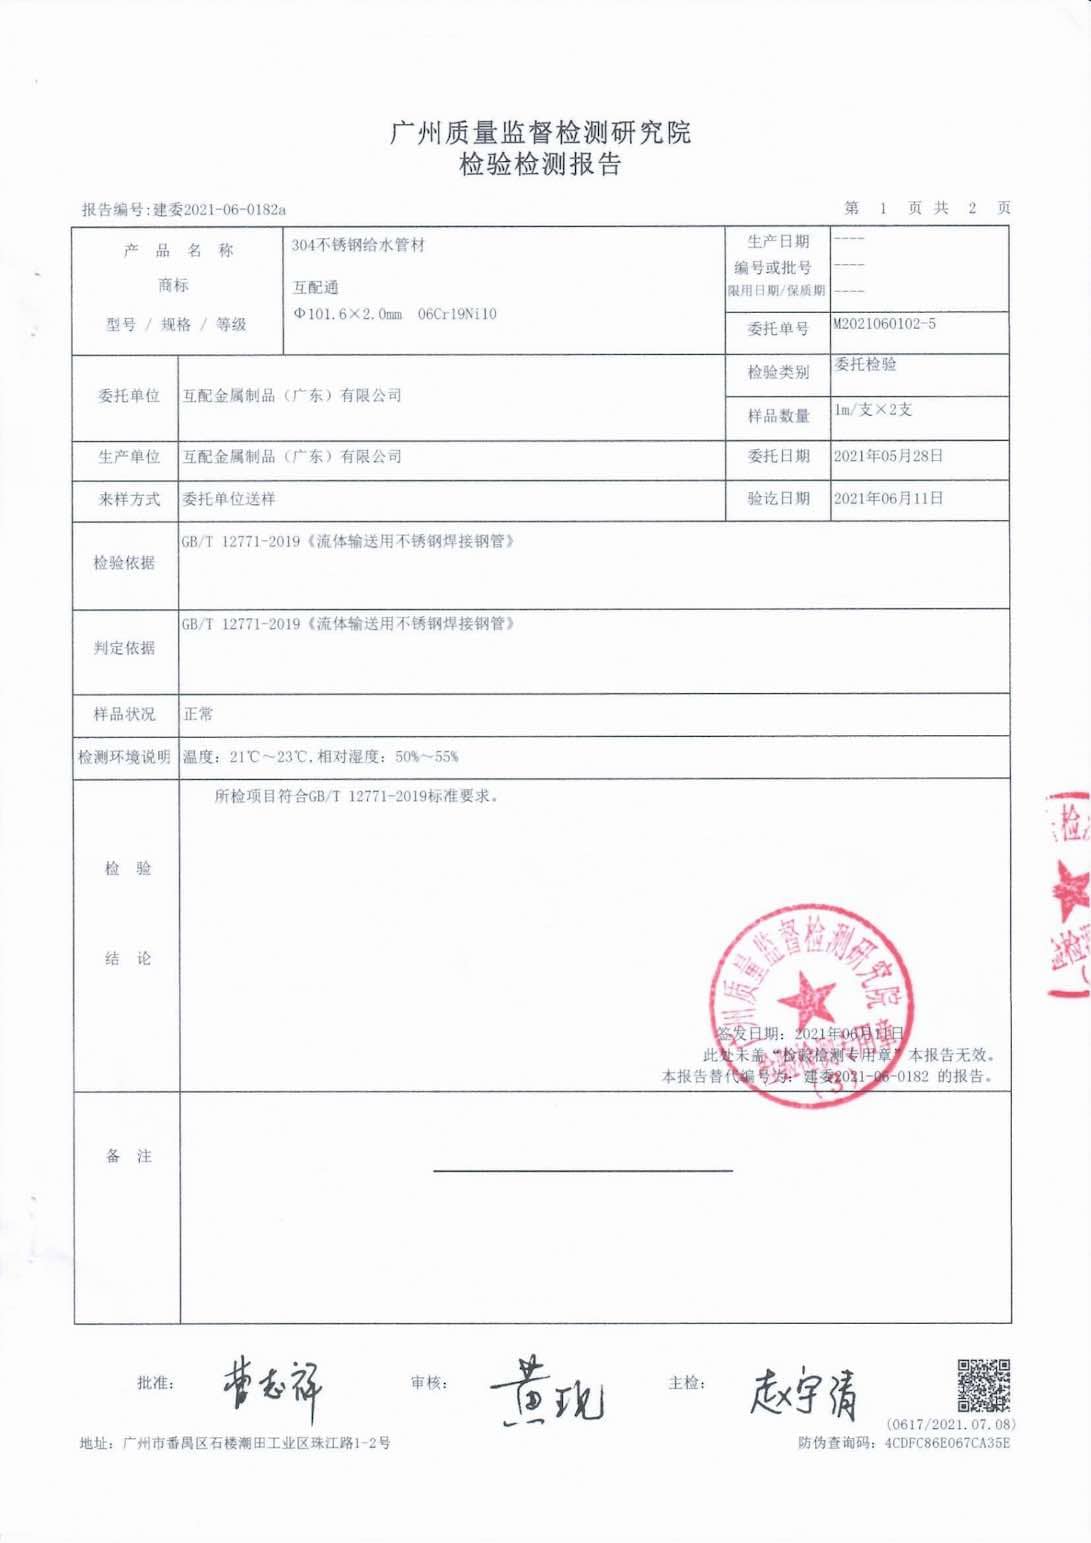 广州质量监督检测研究院
检验检测报告
报告编号:建委2021-06-0182a
第 1 页 共 2 页
产品名称 304不锈钢给水管材
商标 互配通
型号 / 规格 / 等级 Φ101.6×2.0mm 06Cr19Ni10
生产日期 ----
编号或批号 ----
限用日期/保质期 ----
委托单号 M2021060102-5
委托单位 互配金属制品（广东）有限公司
检验类别 委托检验
样品数量 1m/支×2支
生产单位 互配金属制品（广东）有限公司
委托日期 2021年05月28日
来样方式 委托单位送样
验讫日期 2021年06月11日
检验依据 GB/T 12771-2019《流体输送用不锈钢焊接钢管》
判定依据 GB/T 12771-2019《流体输送用不锈钢焊接钢管》
样品状况 正常
检测环境说明 温度：21℃～23℃,相对湿度：50%～55%
检验
结论
所检项目符合GB/T 12771-2019标准要求。
广州质量监督检测研究院
检验检测专用章
(3)
签发日期：2021年06月11日
此处未盖“检验检测专用章”本报告无效。
本报告替代编号为：建委2021-06-0182 的报告。
备注
批准： 曹志祥
审核： 黄现
主检： 赵宇清
(0617/2021.07.08)
地址：广州市番禺区石楼潮田工业区珠江路1-2号
防伪查询码：4CDFC86E067CA35E